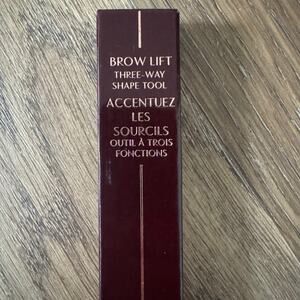 BROW LIFT
THREE-WAY
SHAPE TOOL
ACCENTUEZ
LES
SOURCILS
OUTIL À TROIS
FONCTIONS